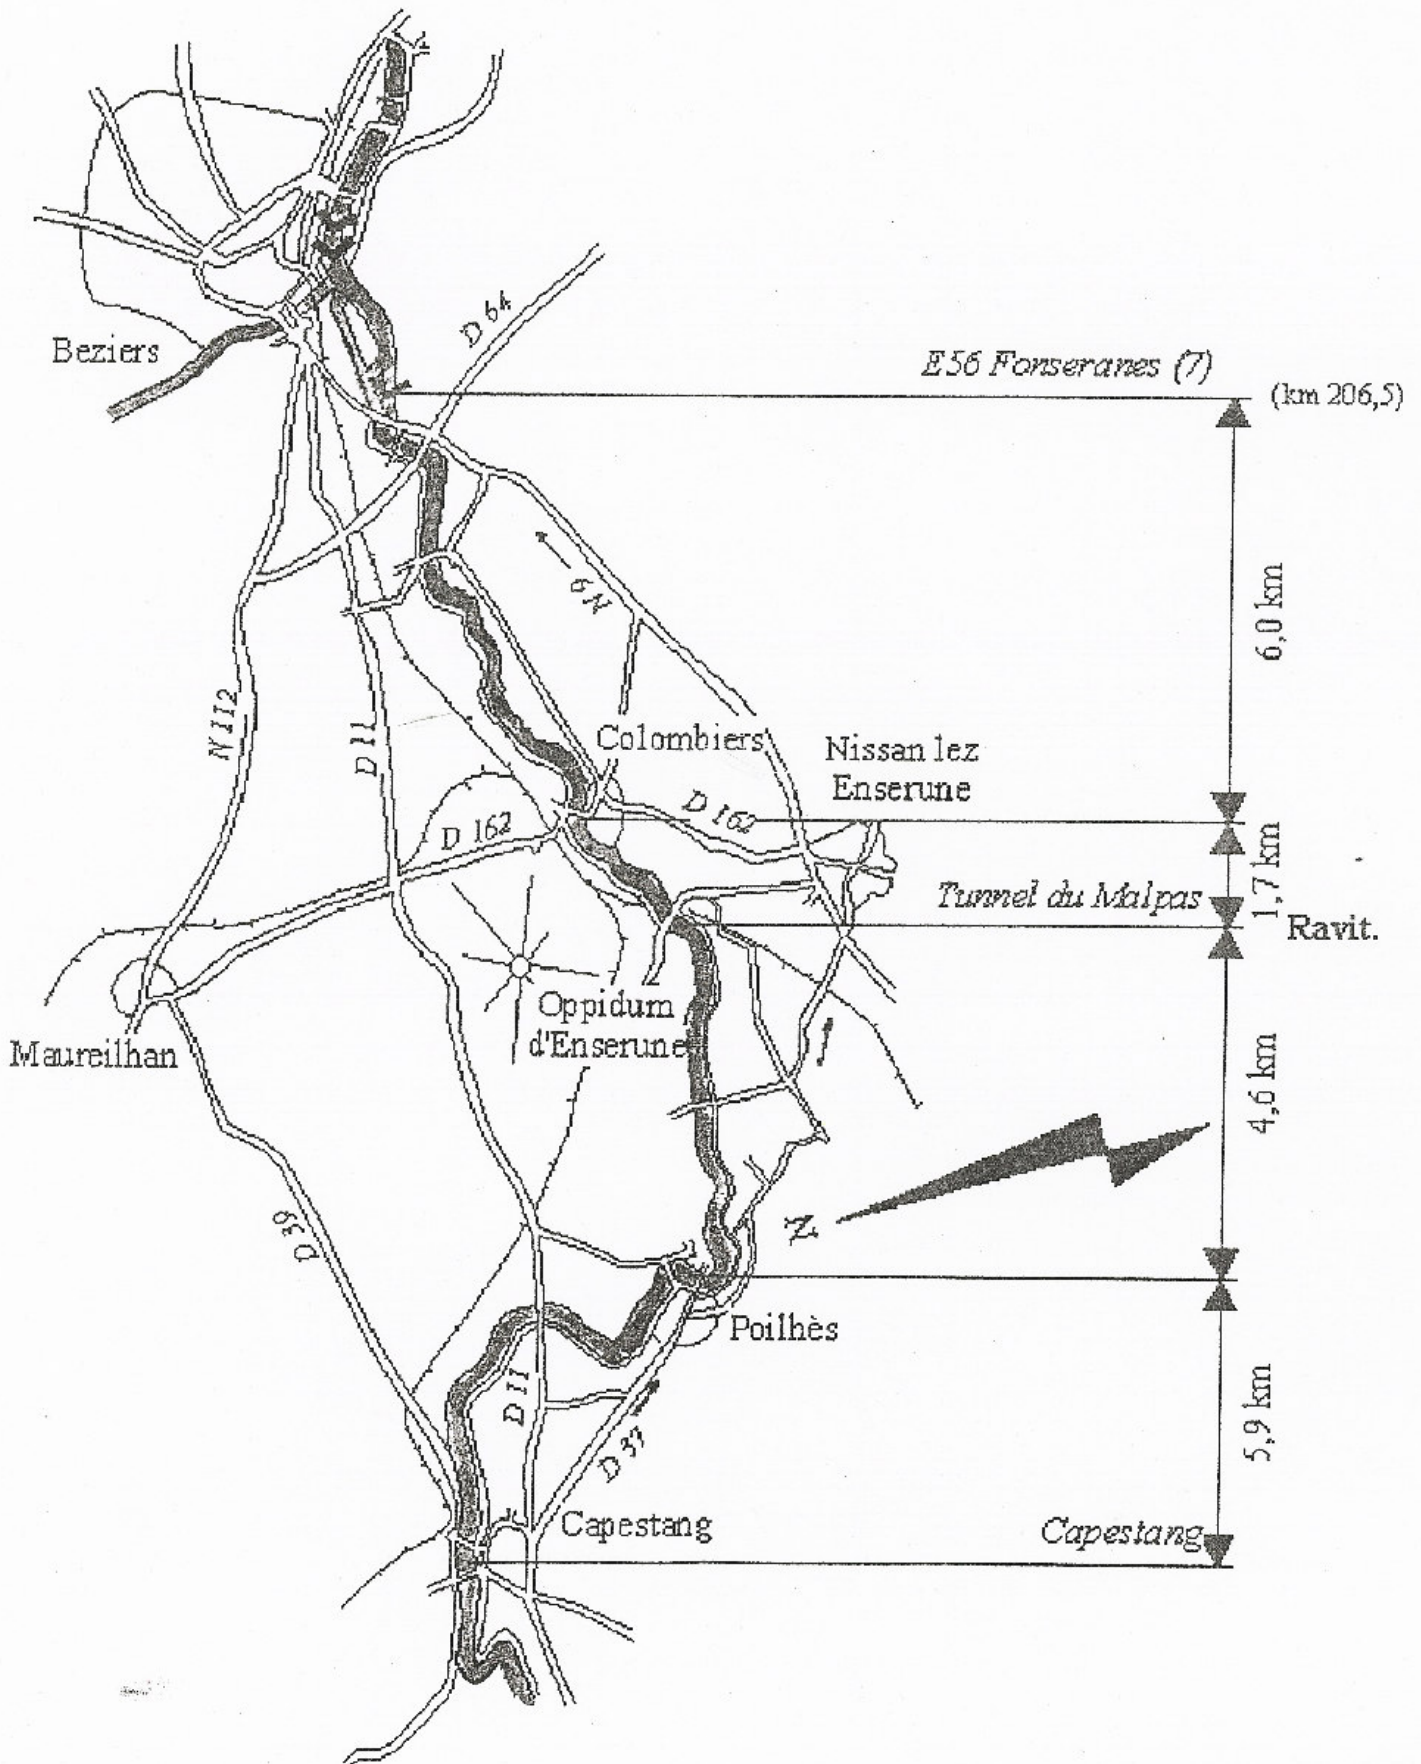 D 64
Beziers
E56 Fonseranes (7)
(km 206,5)
6 N
6,0 km
N 112
D 11
Colombiers
Nissan lez
Enserune
D 162
D 162
1,7 km
Tunnel du Malpas
Ravit.
Oppidum
d'Enserune
Maureilhan
4,6 km
D 39
N
Poilhès
D 11
5,9 km
D 37
Capestang
Capestang